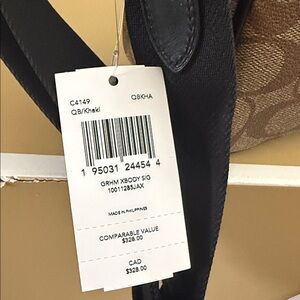 C4149 QBKHA
QB/Khaki
1 95031 24454 4
GRHM XBODY SIG
10011285JAX
MADE IN PHILIPPINES
COMPARABLE VALUE
$328.00
CAD
$328.00